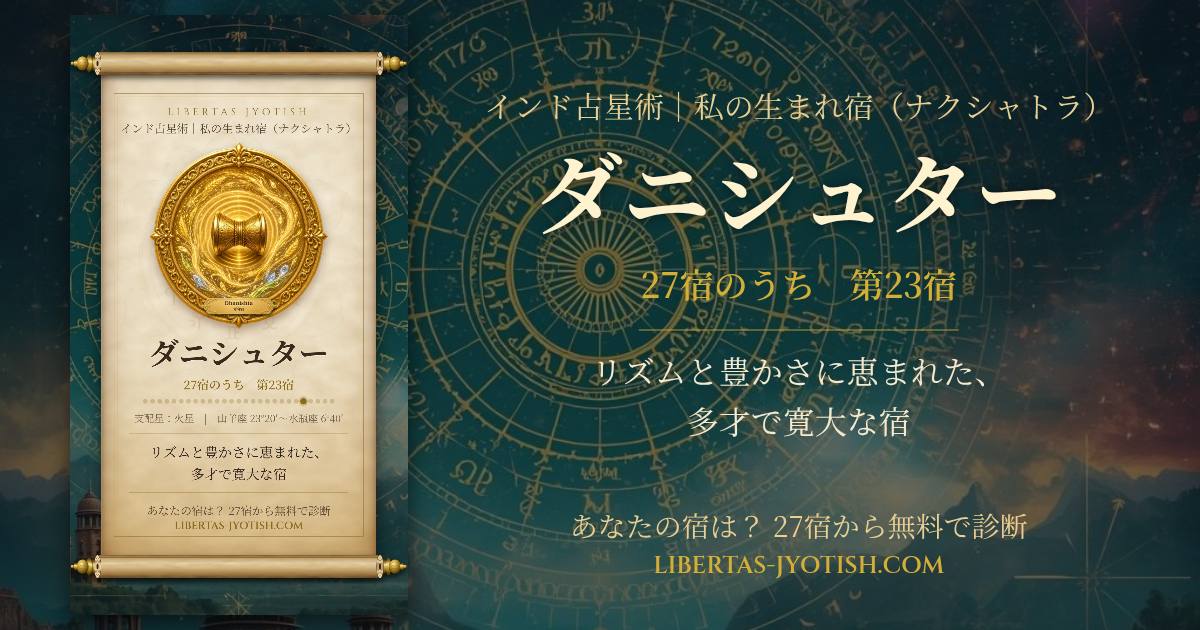 LIBERTAS JYOTISH
インド占星術｜私の生まれ宿（ナクシャトラ）
Dhanishta
ダニシュター
27宿のうち　第23宿
支配星：火星　|　山羊座 23°20′～水瓶座 6°40′
リズムと豊かさに恵まれた、
多才で寛大な宿
あなたの宿は？ 27宿から無料で診断
LIBERTAS-JYOTISH.COM
インド占星術｜私の生まれ宿（ナクシャトラ）
ダニシュター
27宿のうち　第23宿
リズムと豊かさに恵まれた、
多才で寛大な宿
あなたの宿は？ 27宿から無料で診断
LIBERTAS-JYOTISH.COM